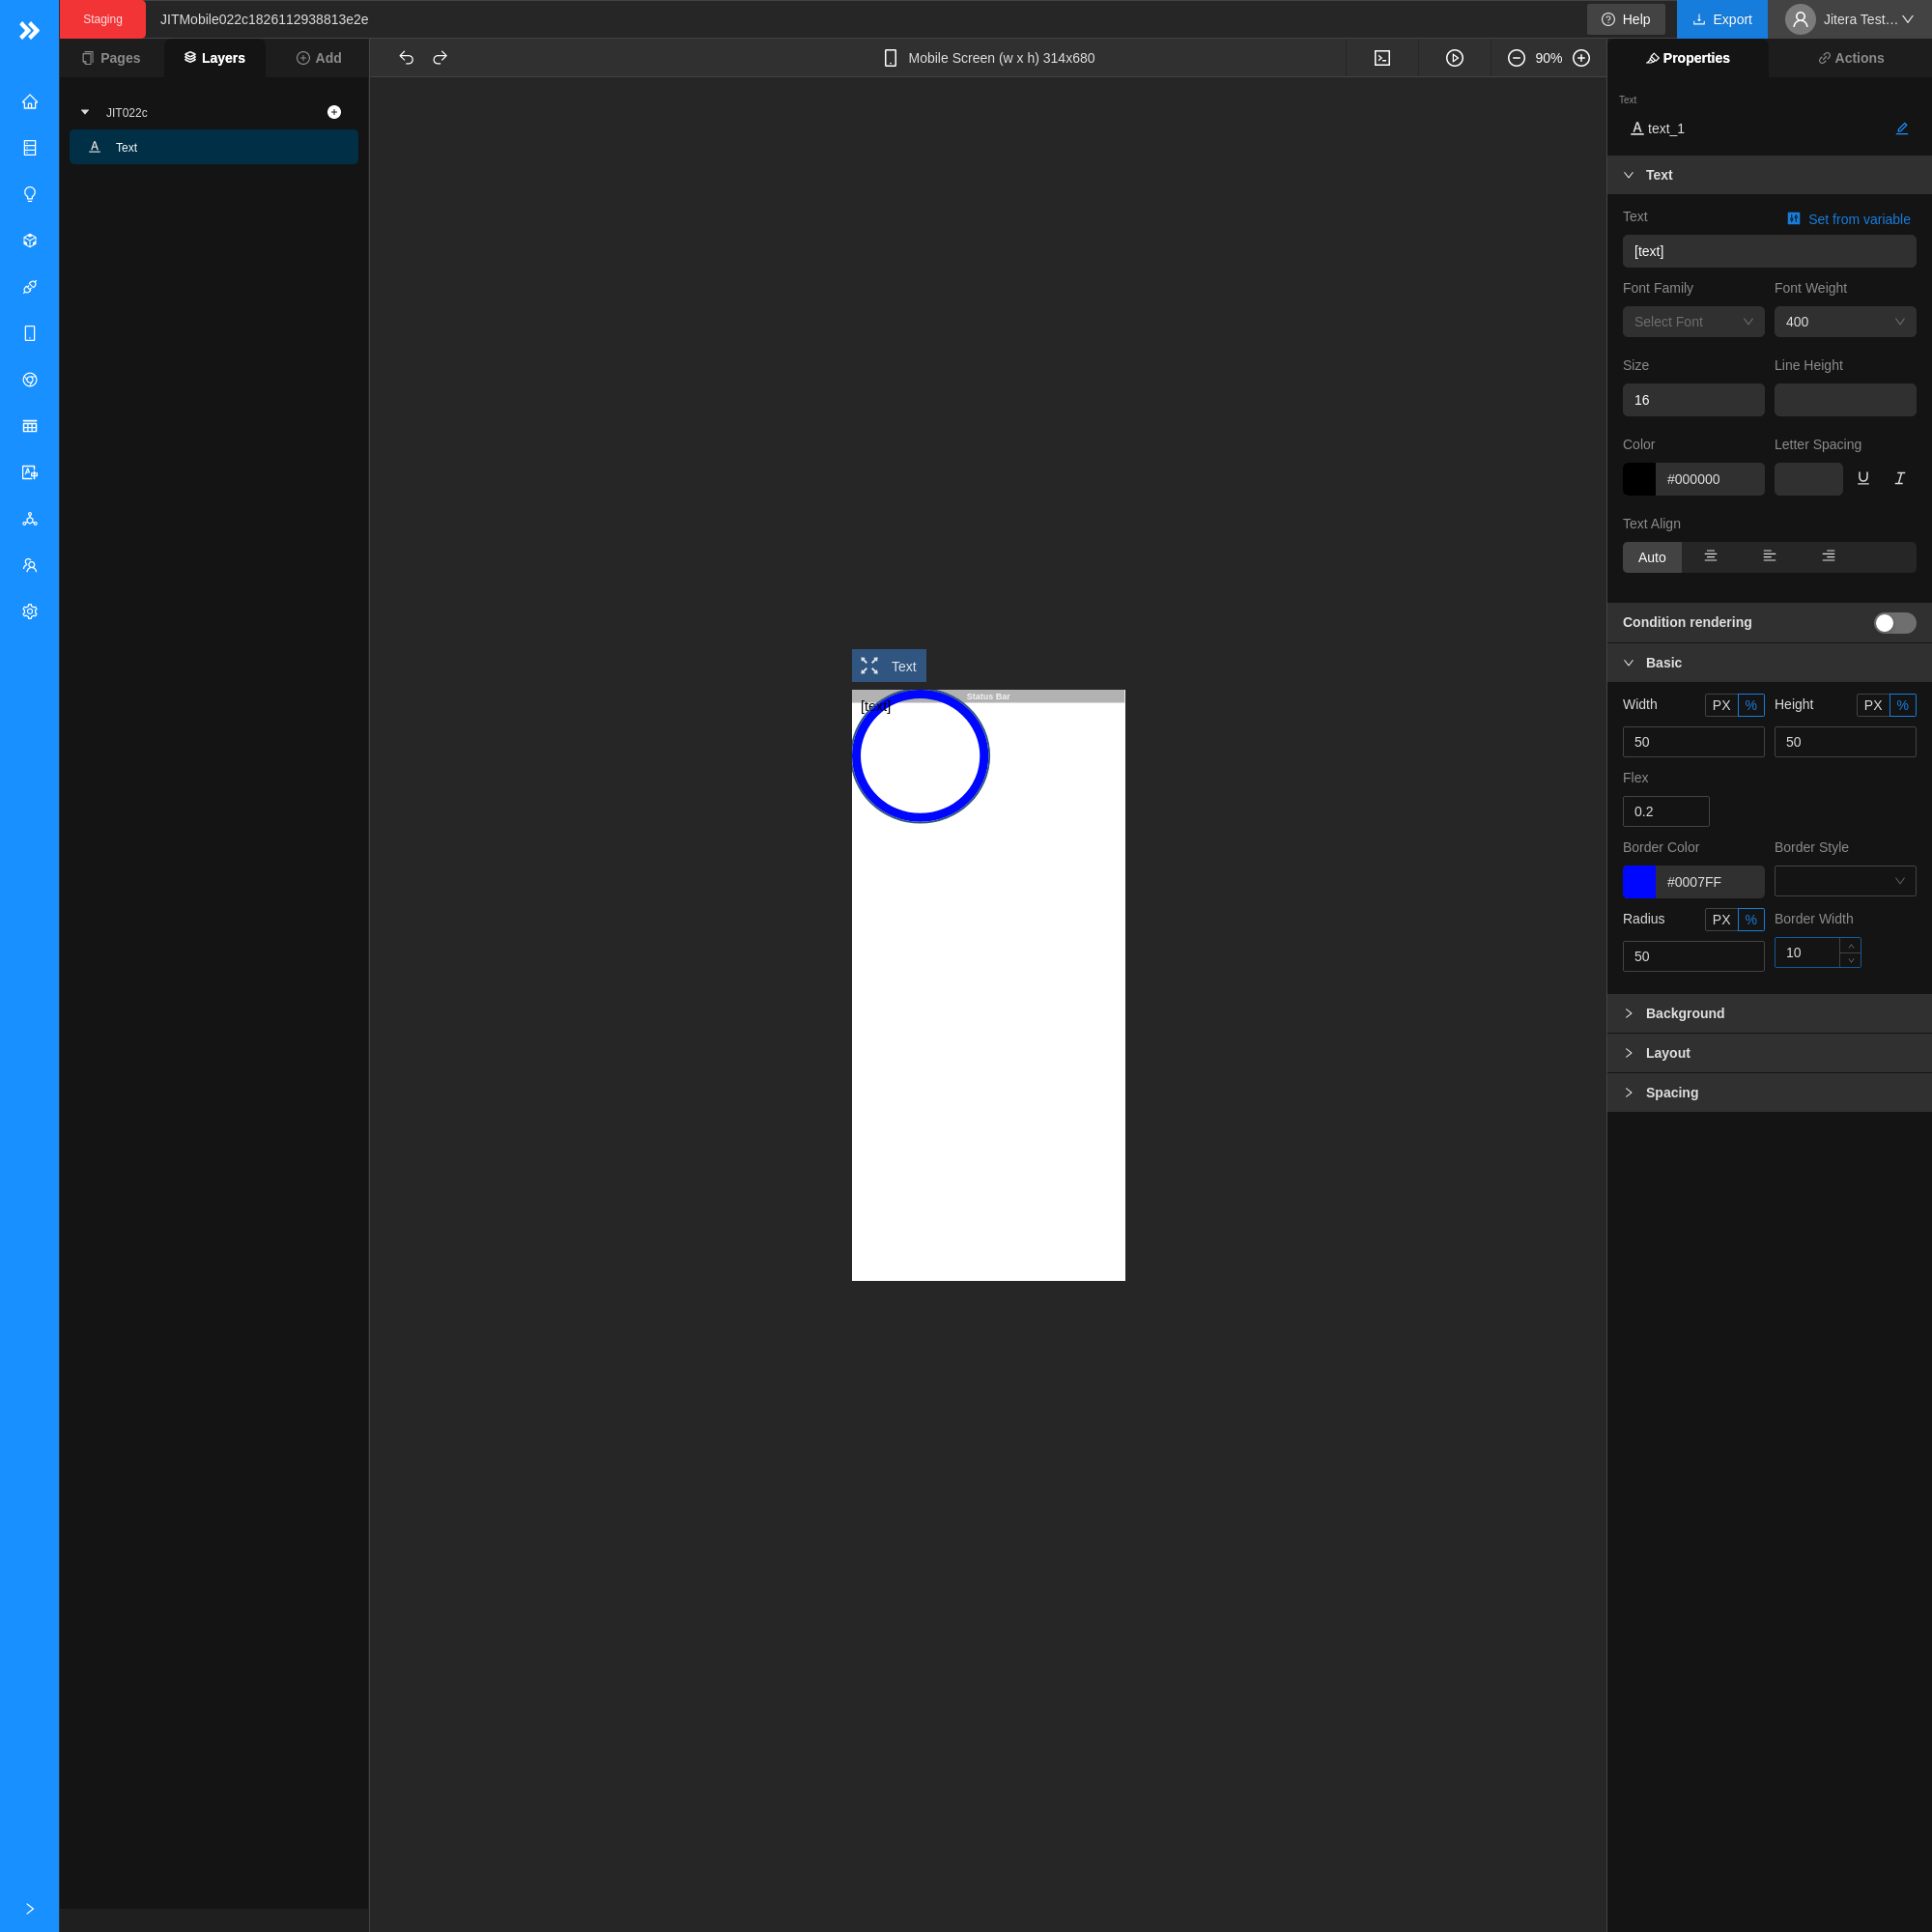 Staging
JITMobile022c1826112938813e2e
Help
Export
Jitera Test...
Pages
Layers
Add
Mobile Screen (w x h) 314x680
90%
Properties
Actions
JIT022c
Text
Text
text_1
Text
Text
Set from variable
[text]
Font Family
Font Weight
Select Font
400
Size
Line Height
16
Color
Letter Spacing
#000000
Text Align
Auto
Condition rendering
Basic
Text
Status Bar
[text]
Width
PX
%
Height
PX
%
50
50
Flex
0.2
Border Color
Border Style
#0007FF
Radius
PX
%
Border Width
50
10
Background
Layout
Spacing